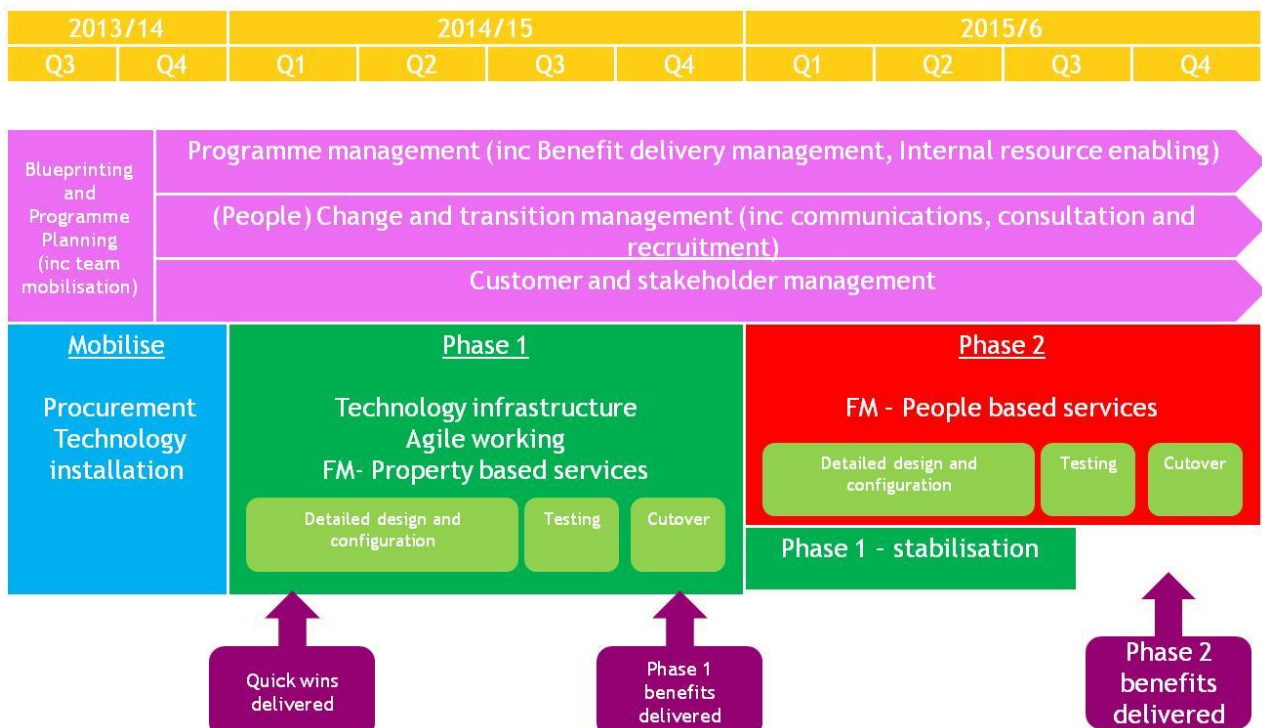 2013/14
2014/15
2015/6
Q3
Q4
Q1
Q2
Q3
Q4
Q1
Q2
Q3
Q4
Blueprinting
and
Programme
Planning
(inc team
mobilisation)
Programme management (inc Benefit delivery management, Internal resource enabling)
(People) Change and transition management (inc communications, consultation and
recruitment)
Customer and stakeholder management
Mobilise
Procurement
Technology
installation
Phase 1
Technology infrastructure
Agile working
FM- Property based services
Detailed design and
configuration
Testing
Cutover
Phase 2
FM - People based services
Detailed design and
configuration
Testing
Cutover
Phase 1 - stabilisation
Quick wins
delivered
Phase 1
benefits
delivered
Phase 2
benefits
delivered